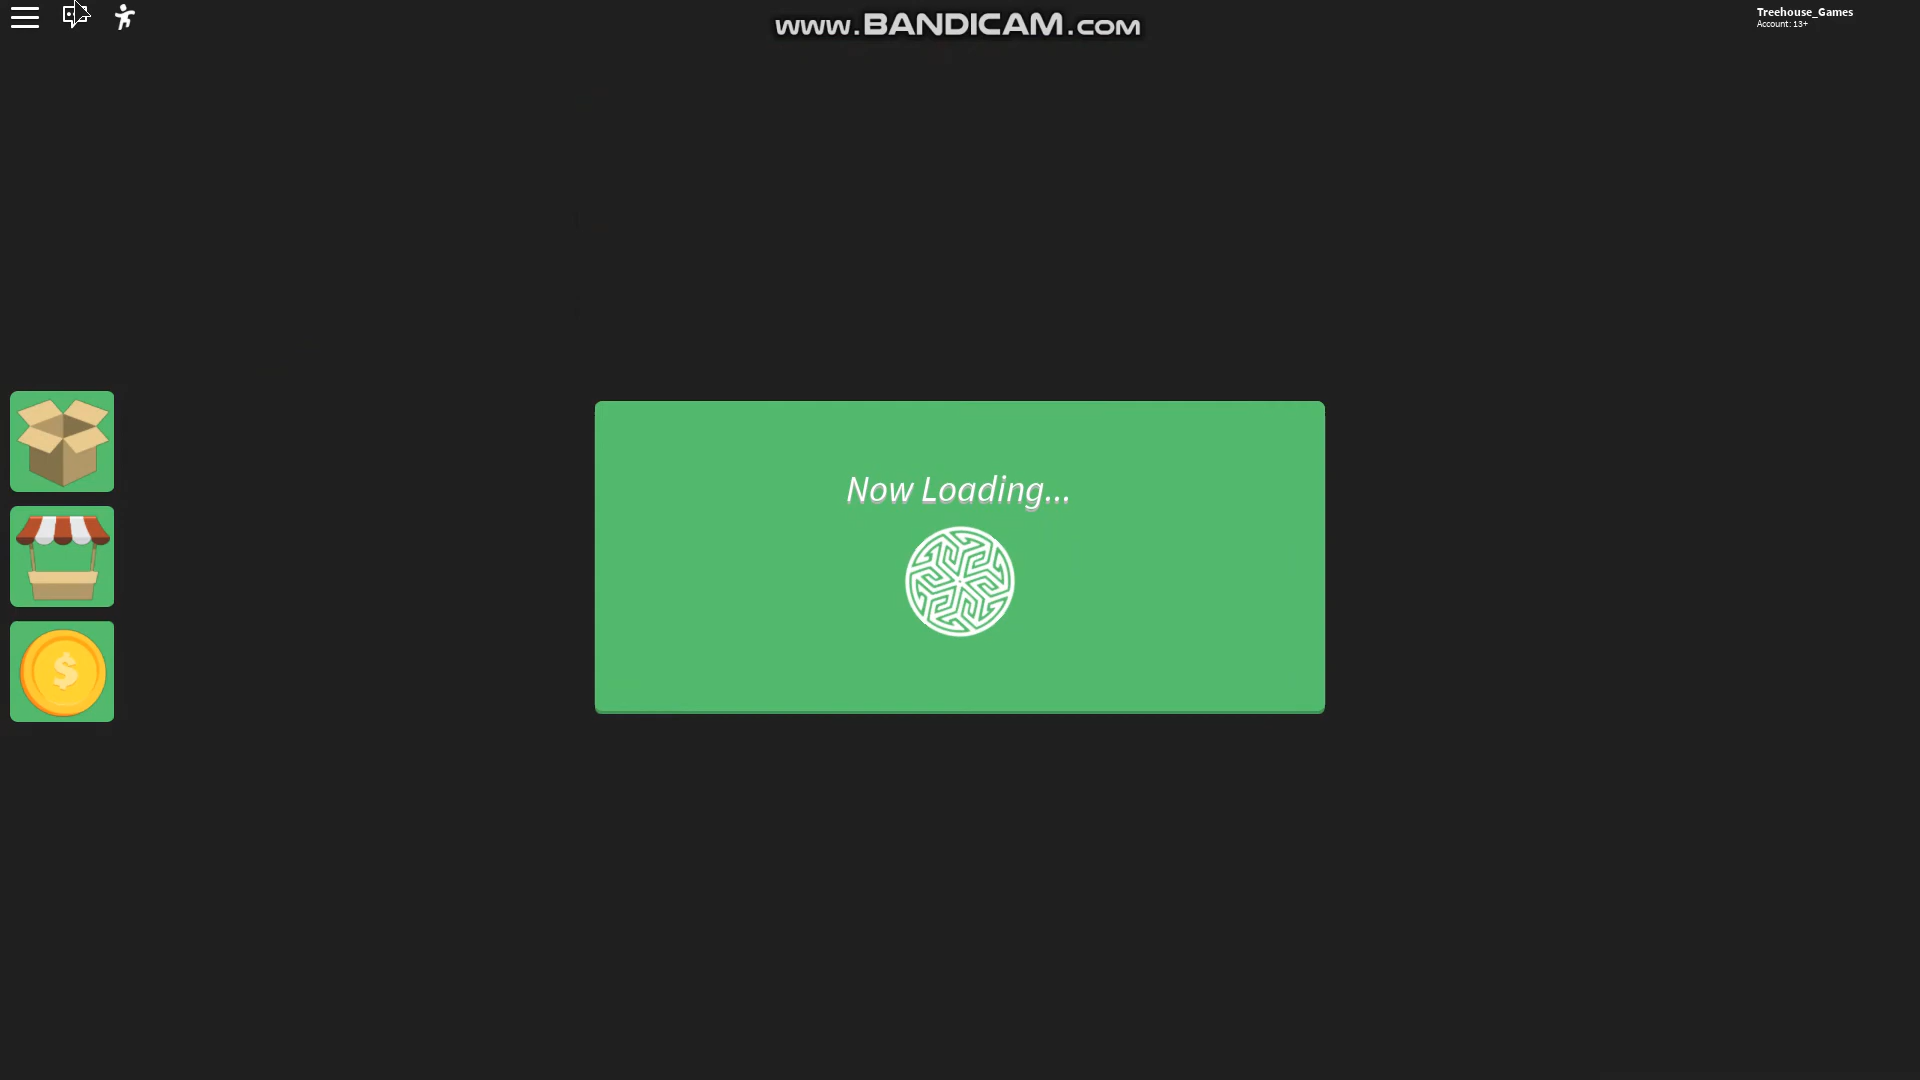 www.BANDICAM.com
Treehouse_Games
Account: 13+
Now Loading...
$